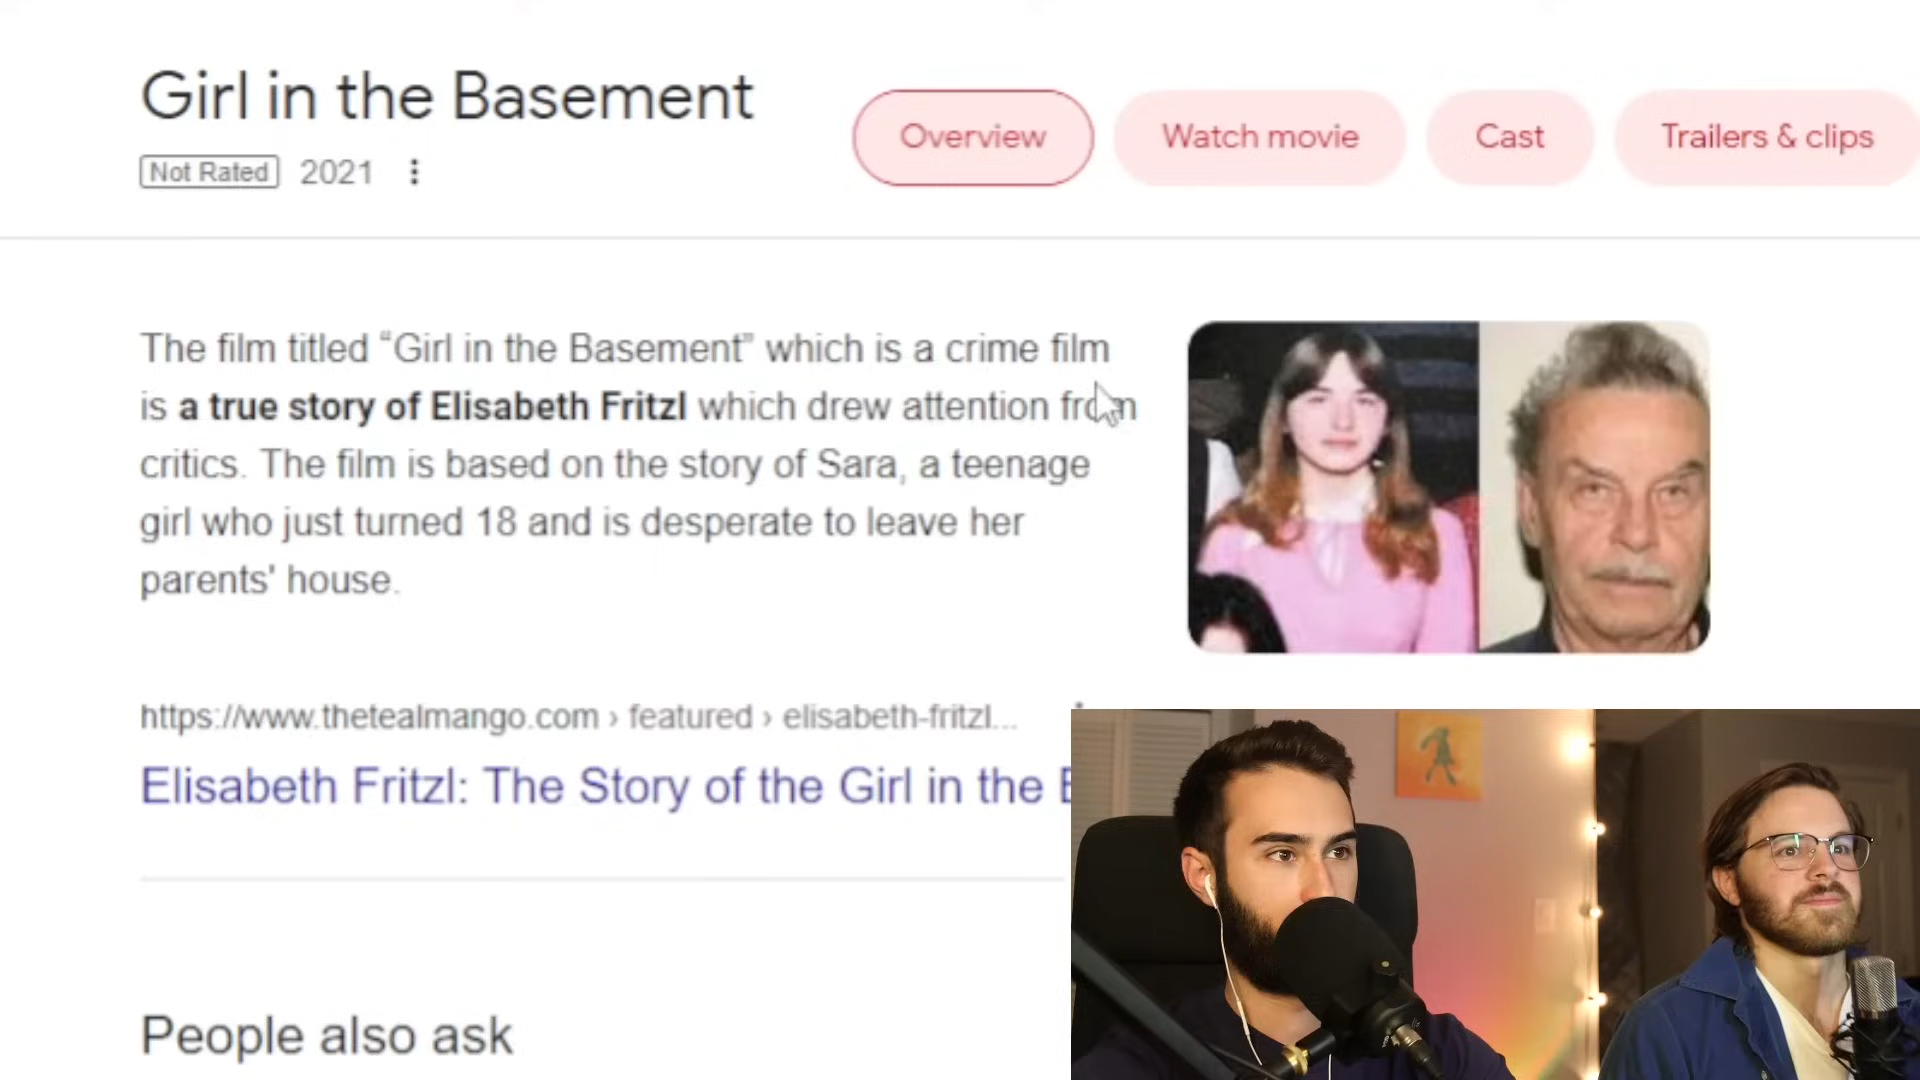 Girl in the Basement
Not Rated 2021
Overview
Watch movie
Cast
Trailers & clips
The film titled “Girl in the Basement” which is a crime film
is a true story of Elisabeth Fritzl which drew attention from
critics. The film is based on the story of Sara, a teenage
girl who just turned 18 and is desperate to leave her
parents' house.
https://www.thetealmango.com › featured › elisabeth-fritzl...
Elisabeth Fritzl: The Story of the Girl in the
People also ask